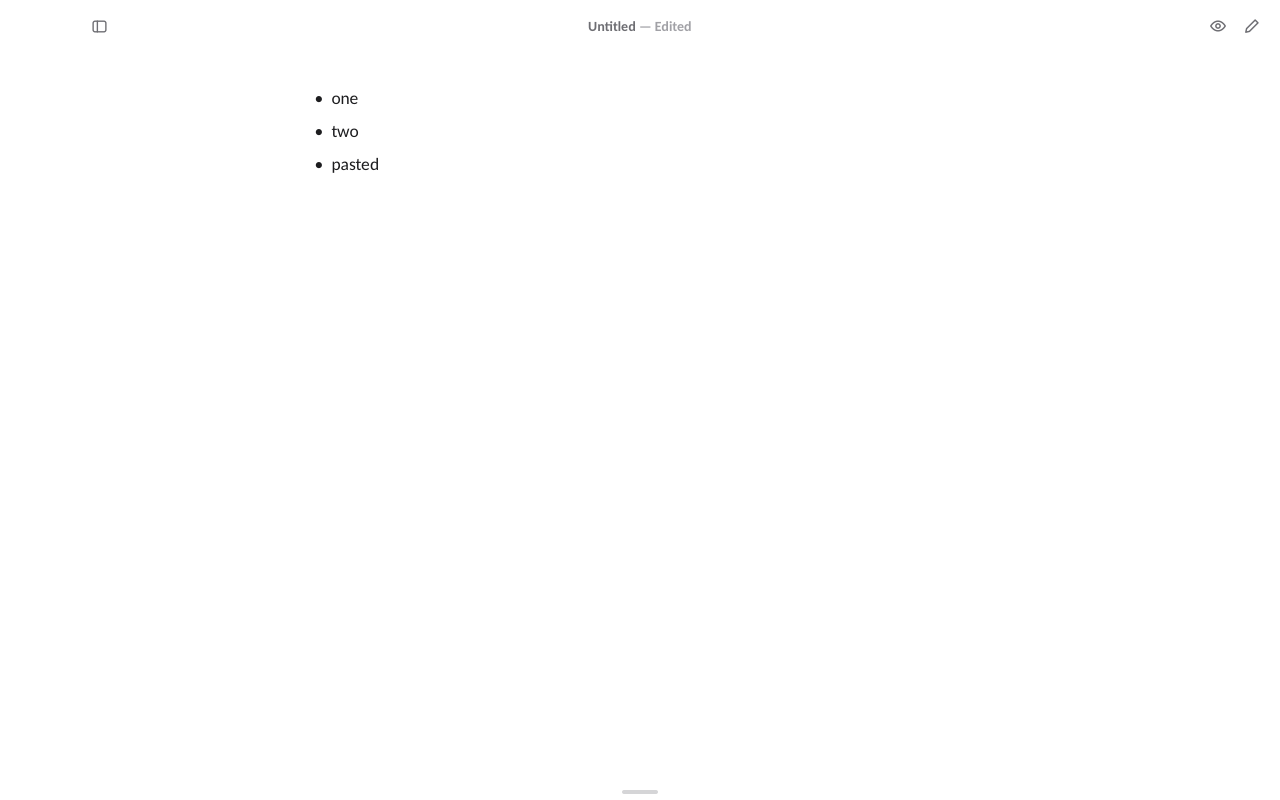 Untitled — Edited
• one
• two
• pasted